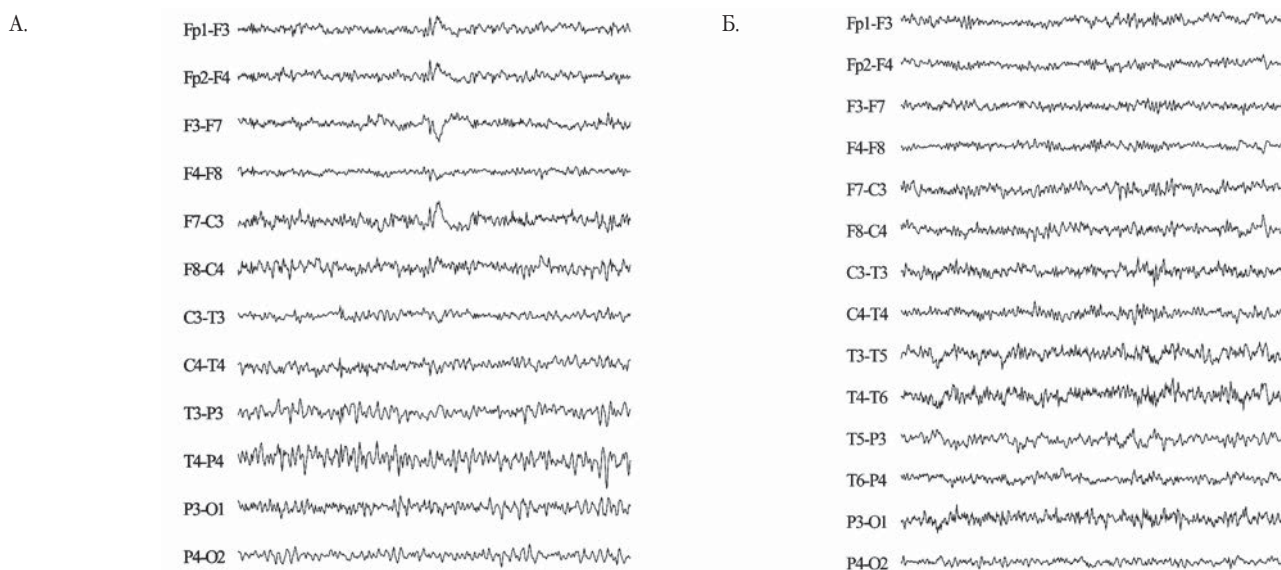 А.
Fp1-F3
Fp2-F4
F3-F7
F4-F8
F7-C3
F8-C4
C3-T3
C4-T4
T3-P3
T4-P4
P3-O1
P4-O2
Б.
Fp1-F3
Fp2-F4
F3-F7
F4-F8
F7-C3
F8-C4
C3-T3
C4-T4
T3-T5
T4-T6
T5-P3
T6-P4
P3-O1
P4-O2